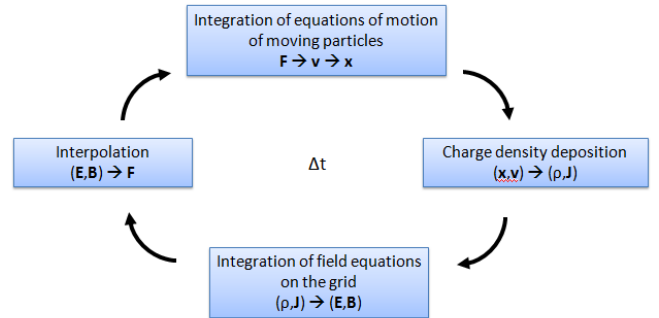 Integration of equations of motion
of moving particles
F → v → x
Charge density deposition
(x,v) → (ρ,J)
Integration of field equations
on the grid
(ρ,J) → (E,B)
Interpolation
(E,B) → F
Δt